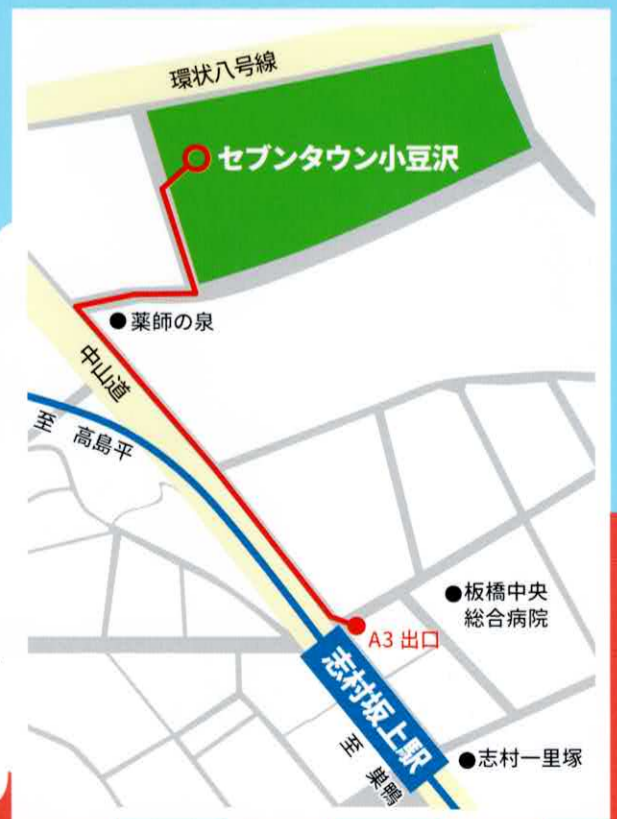 環状八号線
セブンタウン小豆沢
薬師の泉
中山道
至 高島平
板橋中央
総合病院
A3 出口
志村坂上駅
志村一里塚
至 巣鴨